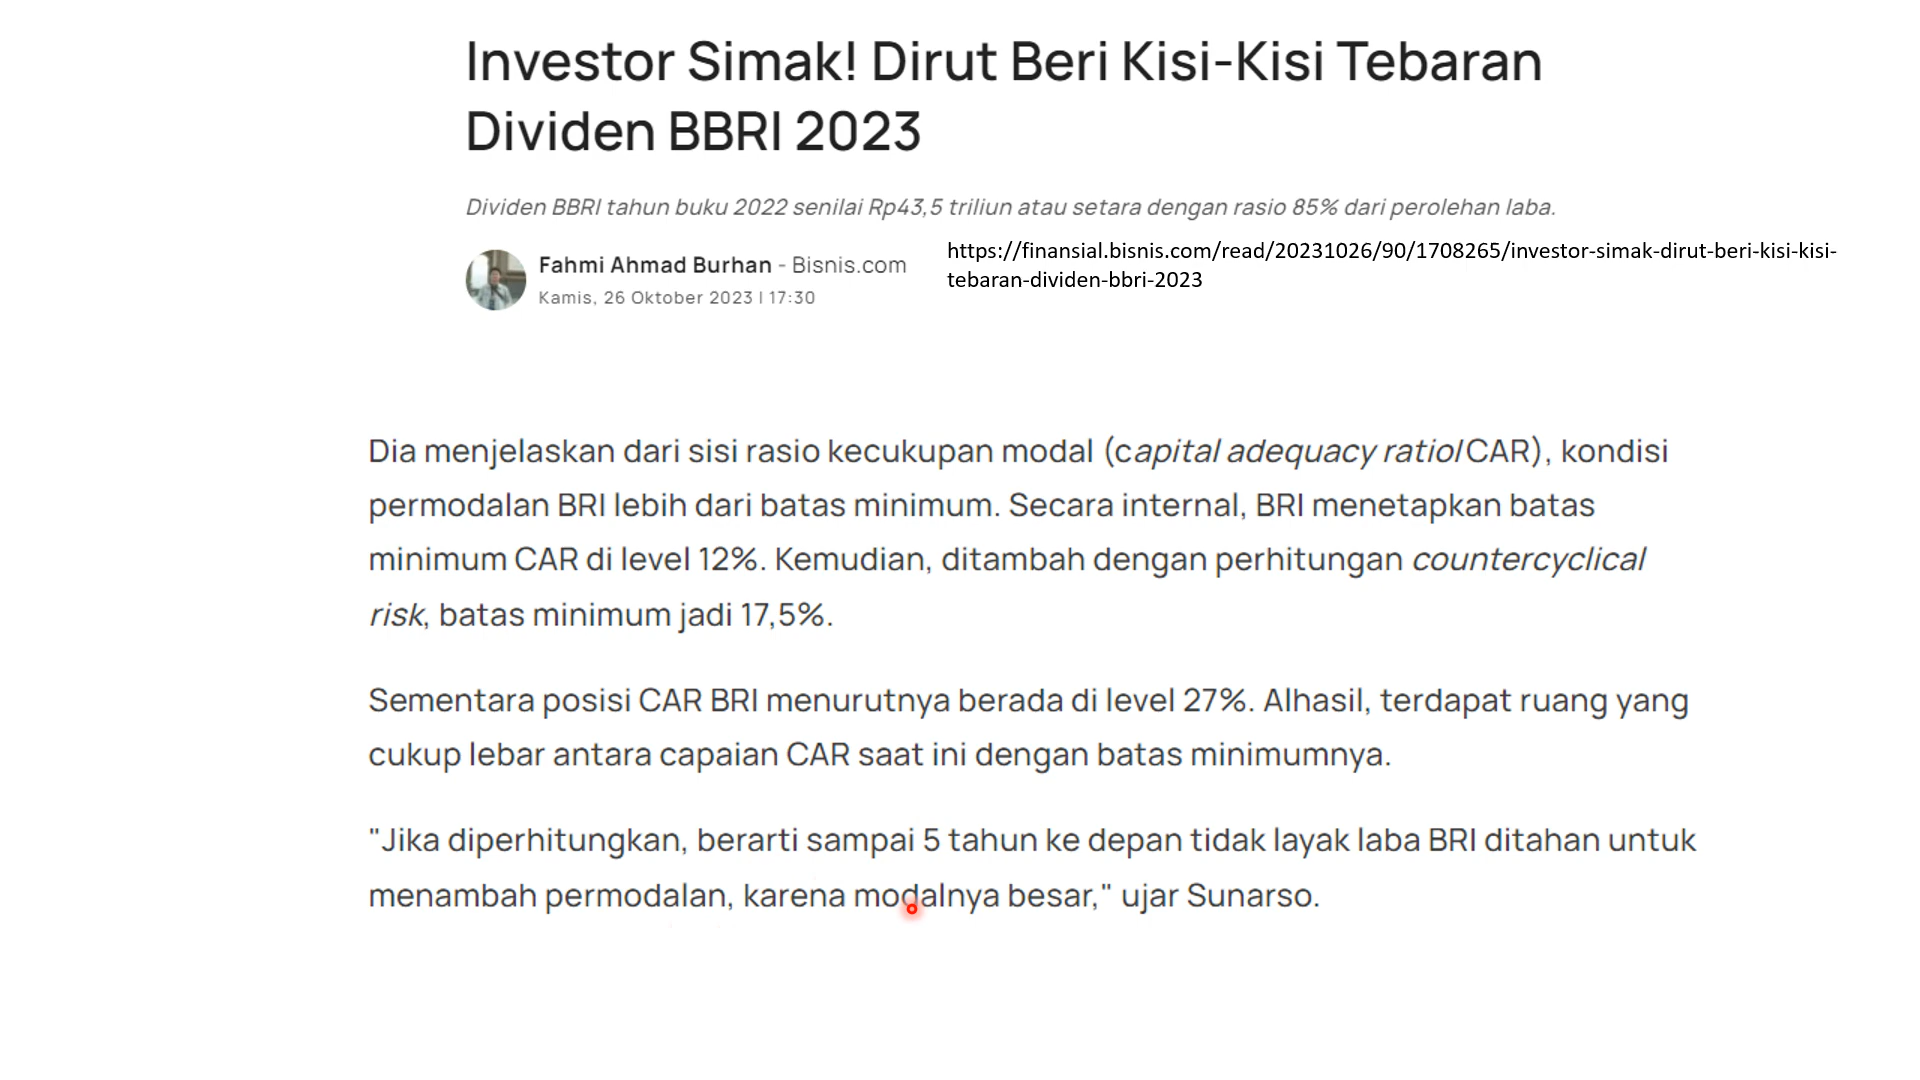 Investor Simak! Dirut Beri Kisi-Kisi Tebaran
Dividen BBRI 2023
Dividen BBRI tahun buku 2022 senilai Rp43,5 triliun atau setara dengan rasio 85% dari perolehan laba.
Fahmi Ahmad Burhan - Bisnis.com
Kamis, 26 Oktober 2023 | 17:30
https://finansial.bisnis.com/read/20231026/90/1708265/investor-simak-dirut-beri-kisi-kisi-
tebaran-dividen-bbri-2023
Dia menjelaskan dari sisi rasio kecukupan modal (capital adequacy ratio/CAR), kondisi
permodalan BRI lebih dari batas minimum. Secara internal, BRI menetapkan batas
minimum CAR di level 12%. Kemudian, ditambah dengan perhitungan countercyclical
risk, batas minimum jadi 17,5%.
Sementara posisi CAR BRI menurutnya berada di level 27%. Alhasil, terdapat ruang yang
cukup lebar antara capaian CAR saat ini dengan batas minimumnya.
"Jika diperhitungkan, berarti sampai 5 tahun ke depan tidak layak laba BRI ditahan untuk
menambah permodalan, karena modalnya besar," ujar Sunarso.